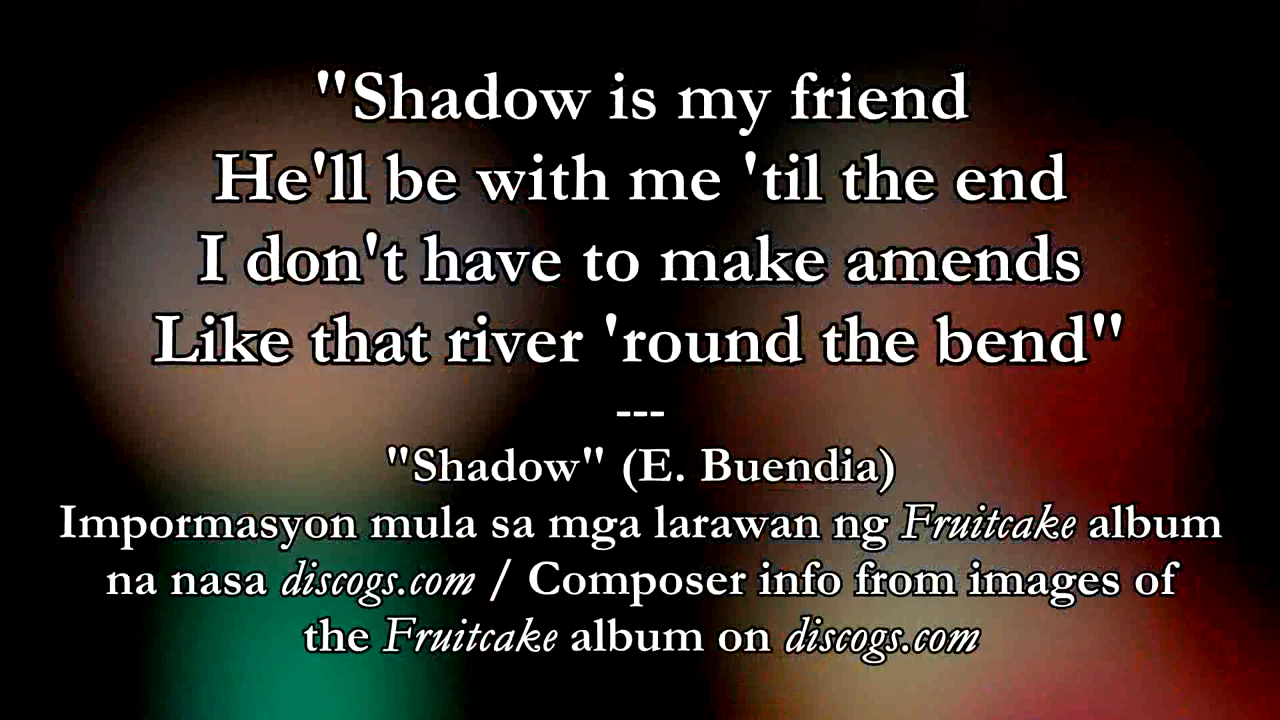 "Shadow is my friend
He'll be with me 'til the end
I don't have to make amends
Like that river 'round the bend"
---
"Shadow" (E. Buendia)
Impormasyon mula sa mga larawan ng Fruitcake album
na nasa discogs.com / Composer info from images of
the Fruitcake album on discogs.com